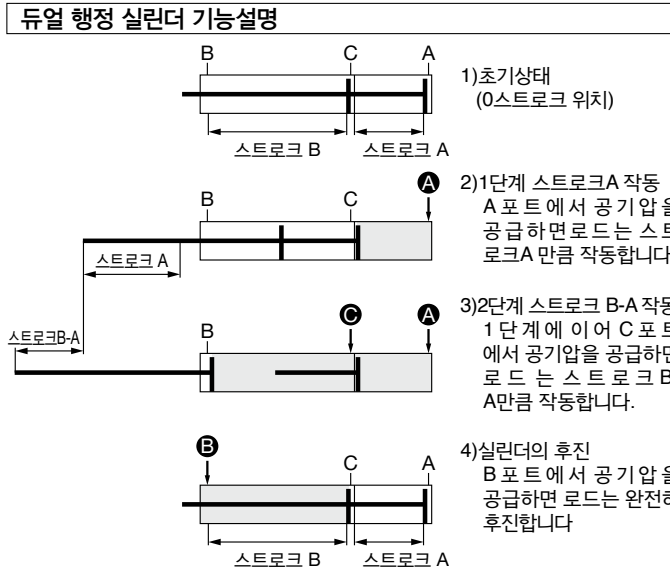 듀얼 행정 실린더 기능설명
B C A
스트로크 B 스트로크 A
1)초기상태
(0스트로크 위치)
B C A
스트로크 A
2)1단계 스트로크A 작동
A 포트에서 공기압을
공급하면로드는 스트
로크A 만큼 작동합니다
스트로크B-A
B C A
3)2단계 스트로크 B-A 작동
1단계에 이어 C 포트
에서 공기압을 공급하면
로드는 스트로크 B
A만큼 작동합니다.
B C A
스트로크 B 스트로크 A
4)실린더의 후진
B 포트에서 공기압을
공급하면 로드는 완전히
후진합니다